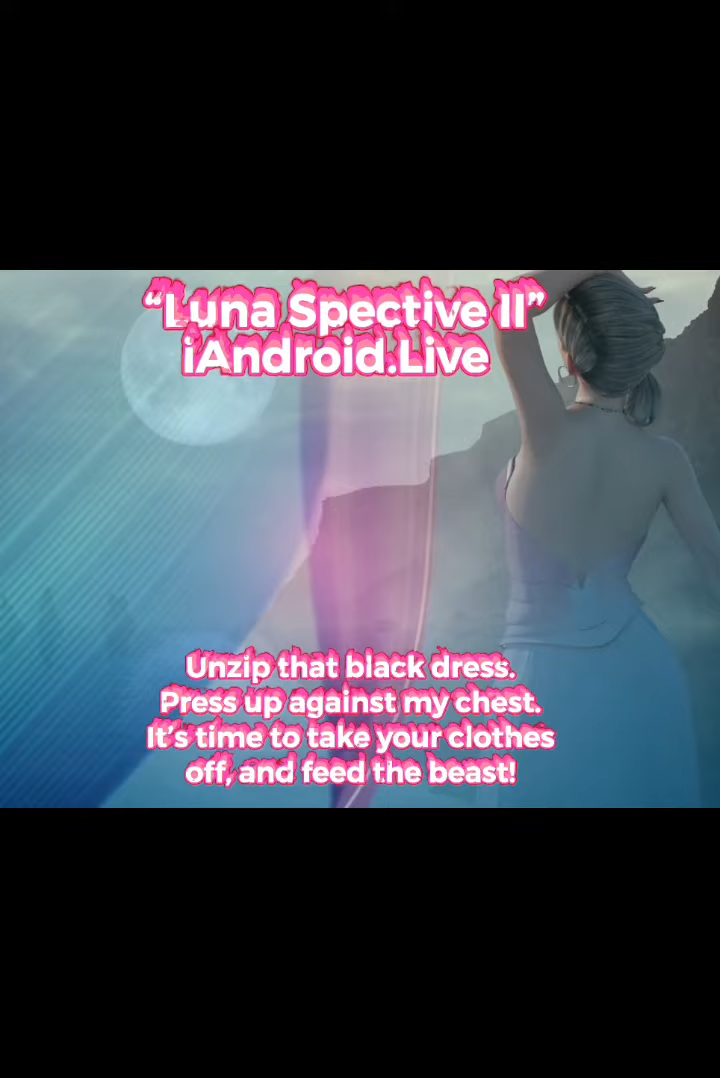 “Luna Spective II”
iAndroid.Live
Unzip that black dress.
Press up against my chest.
It’s time to take your clothes
off, and feed the beast!